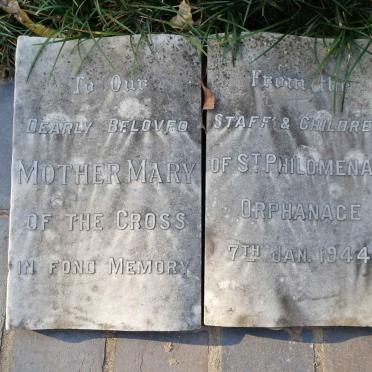 To Our
Dearly Beloved
Mother Mary
of the Cross
in fond Memory
From the
Staff & Children
of St. Philomena
Orphanage
7th Jan. 1944